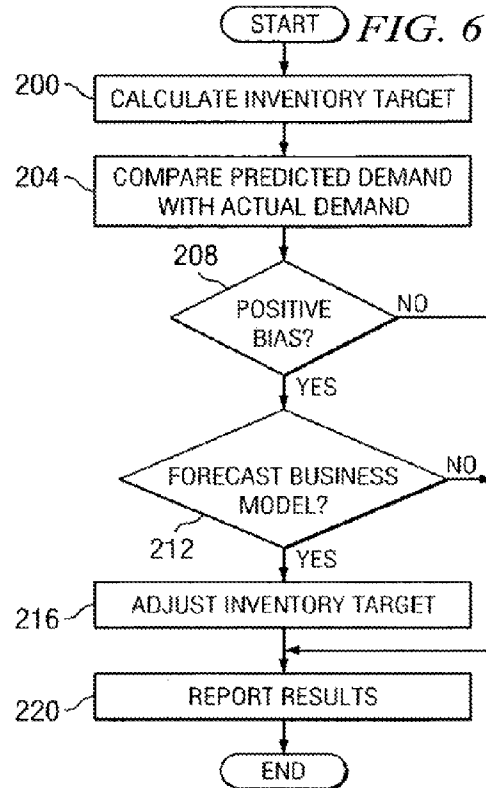 START
FIG. 6
200
CALCULATE INVENTORY TARGET
204
COMPARE PREDICTED DEMAND
WITH ACTUAL DEMAND
208
POSITIVE
BIAS?
NO
YES
FORECAST BUSINESS
MODEL?
NO
212
YES
216
ADJUST INVENTORY TARGET
220
REPORT RESULTS
END